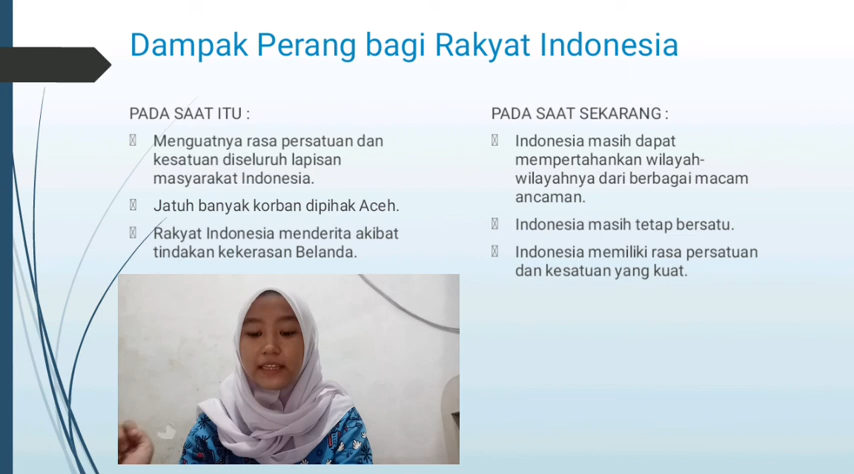 Dampak Perang bagi Rakyat Indonesia
PADA SAAT ITU :
Menguatnya rasa persatuan dan
kesatuan diseluruh lapisan
masyarakat Indonesia.
Jatuh banyak korban dipihak Aceh.
Rakyat Indonesia menderita akibat
tindakan kekerasan Belanda.
PADA SAAT SEKARANG :
Indonesia masih dapat
mempertahankan wilayah-
wilayahnya dari berbagai macam
ancaman.
Indonesia masih tetap bersatu.
Indonesia memiliki rasa persatuan
dan kesatuan yang kuat.